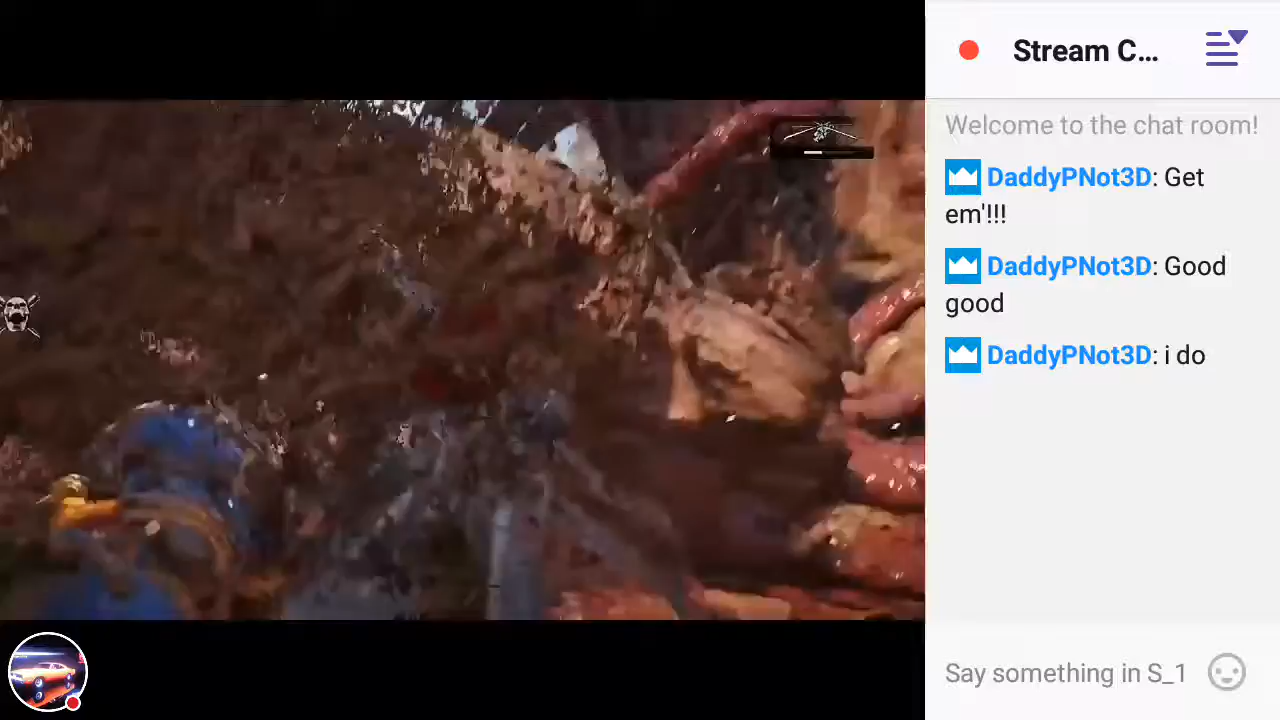 Stream C...
Welcome to the chat room!
DaddyPNot3D: Get
em'!!!
DaddyPNot3D: Good
good
DaddyPNot3D: i do
Say something in S_1